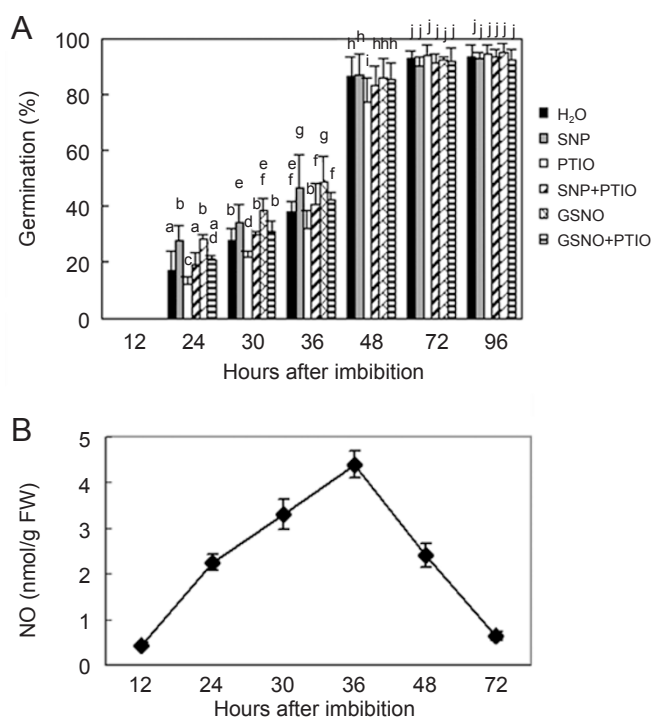 A
Germination (%)
100
80
60
40
20
0
a b c a b a d
b e d b e f b
e f g b f g f
h h i h h h
j j j j j j
j j j j j j
12 24 30 36 48 72 96
Hours after imbibition
H₂O
SNP
PTIO
SNP+PTIO
GSNO
GSNO+PTIO
B
NO (nmol/g FW)
5
4
3
2
1
0
12 24 30 36 48 72
Hours after imbibition